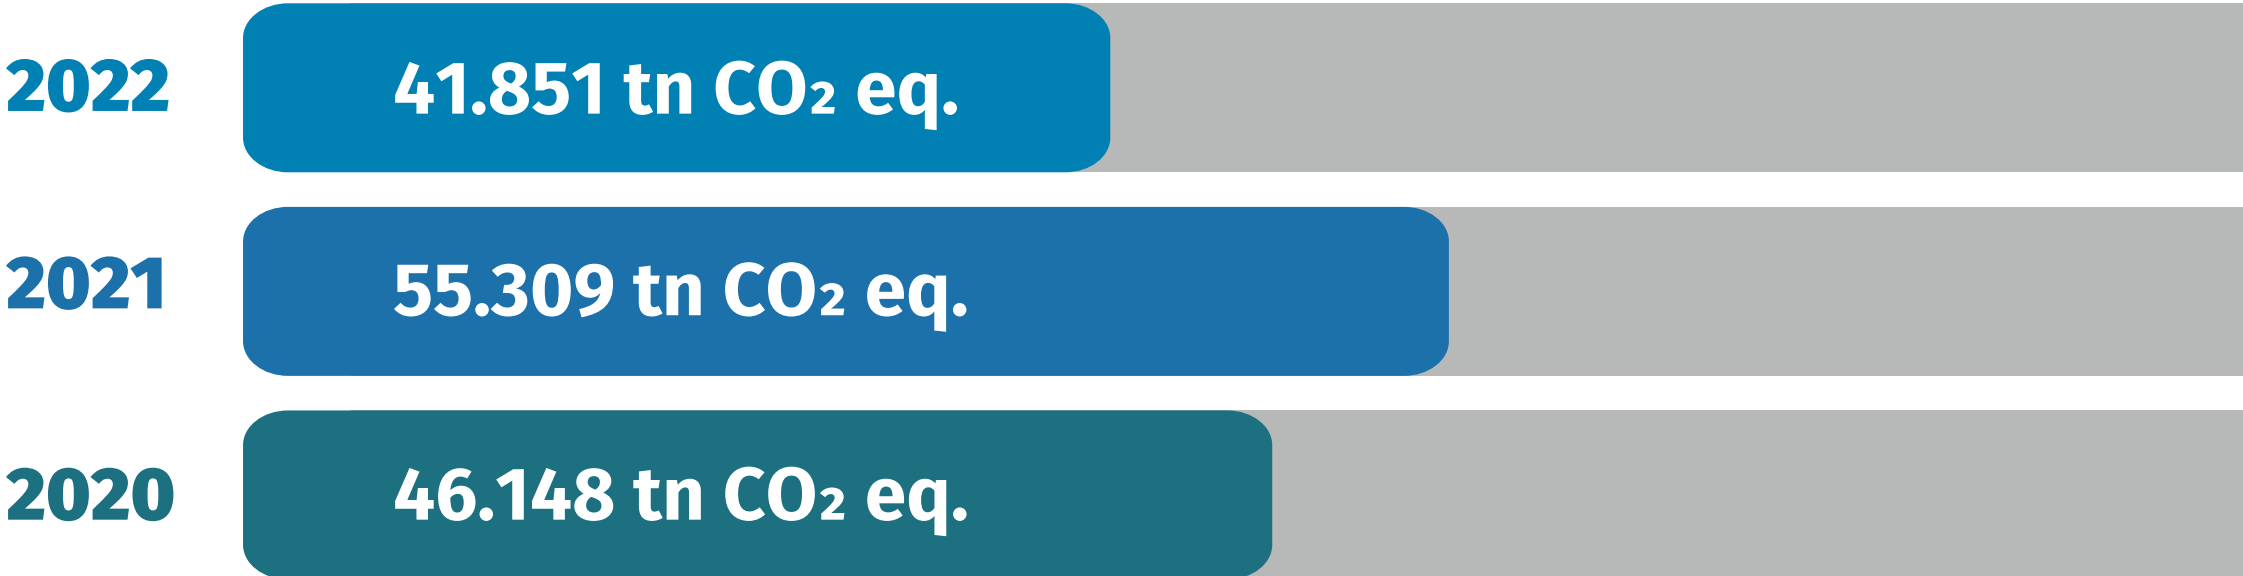 2022 41.851 tn CO₂ eq.
2021 55.309 tn CO₂ eq.
2020 46.148 tn CO₂ eq.